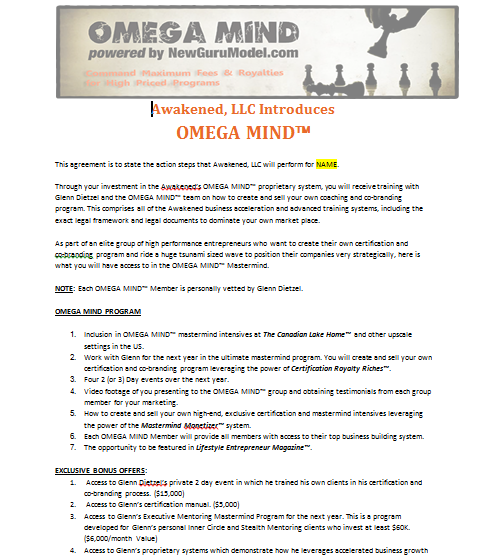 OMEGA MIND
powered by NewGuruModel.com
Command Maximum Fees & Royalties
for High Priced Programs
Awakened, LLC Introduces
OMEGA MIND™
This agreement is to state the action steps that Awakened, LLC will perform for NAME.
Through your investment in the Awakened's OMEGA MIND™ proprietary system, you will receive training with
Glenn Dietzel and the OMEGA MIND™ team on how to create and sell your own coaching and co-branding
program. This comprises all of the Awakened business acceleration and advanced training systems, including the
exact legal framework and legal documents to dominate your own market place.
As part of an elite group of high performance entrepreneurs who want to create their own certification and
co-branding program and ride a huge tsunami sized wave to position their companies very strategically, here is
what you will have access to in the OMEGA MIND™ Mastermind.
NOTE: Each OMEGA MIND™ Member is personally vetted by Glenn Dietzel.
OMEGA MIND PROGRAM
1. Inclusion in OMEGA MIND™ mastermind intensives at The Canadian Lake Home™ and other upscale
settings in the US.
2. Work with Glenn for the next year in the ultimate mastermind program. You will create and sell your own
certification and co-branding program leveraging the power of Certification Royalty Riches™.
3. Four 2 (or 3) Day events over the next year.
4. Video footage of you presenting to the OMEGA MIND™ group and obtaining testimonials from each group
member for your marketing.
5. How to create and sell your own high-end, exclusive certification and mastermind intensives leveraging
the power of the Mastermind Monetizer™ system.
6. Each OMEGA MIND Member will provide all members with access to their top business building system.
7. The opportunity to be featured in Lifestyle Entrepreneur Magazine™.
EXCLUSIVE BONUS OFFERS:
1. Access to Glenn Dietzel's private 2 day event in which he trained his own clients in his certification and
co-branding process. ($15,000)
2. Access to Glenn's certification manual. ($5,000)
3. Access to Glenn's Executive Mentoring Mastermind Program for the next year. This is a program
developed for Glenn's personal Inner Circle and Stealth Mentoring clients who invest at least $60K.
($6,000/month Value)
4. Access to Glenn's proprietary systems which demonstrate how he leverages accelerated business growth